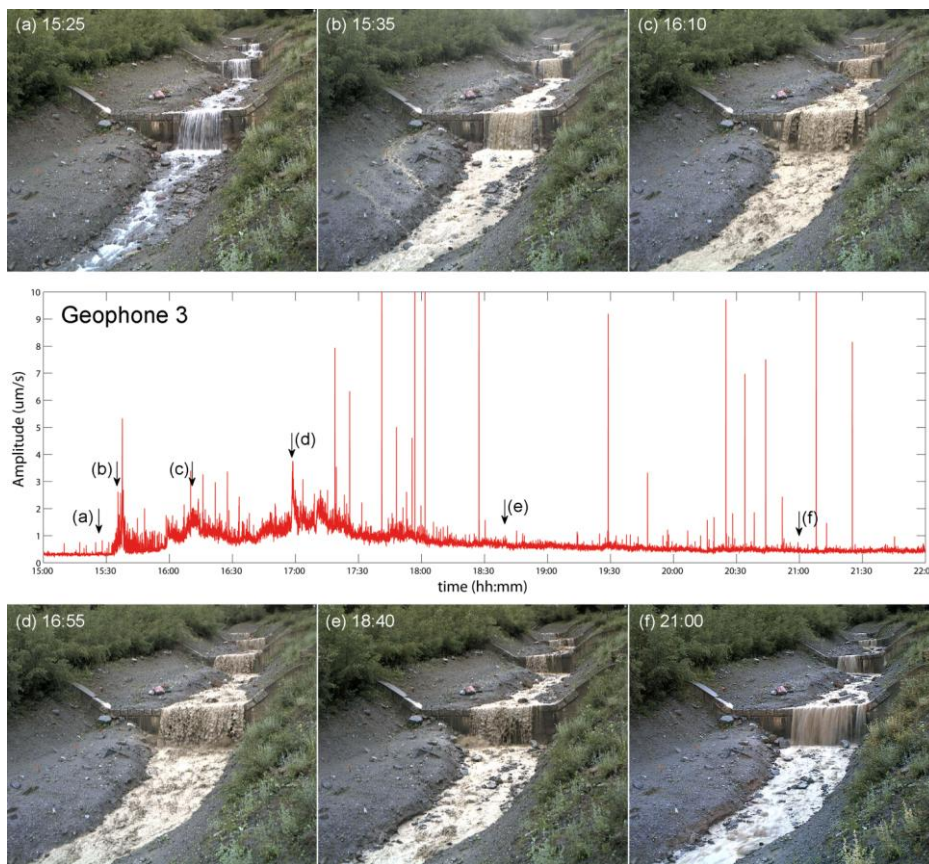 (a) 15:25
(b) 15:35
(c) 16:10
Geophone 3
Amplitude (um/s)
10
9
8
7
6
5
4
3
2
1
0
(a)
(b)
(c)
(d)
(e)
(f)
15:00
15:30
16:00
16:30
17:00
17:30
18:00
18:30
19:00
19:30
20:00
20:30
21:00
21:30
22:00
time (hh:mm)
(d) 16:55
(e) 18:40
(f) 21:00